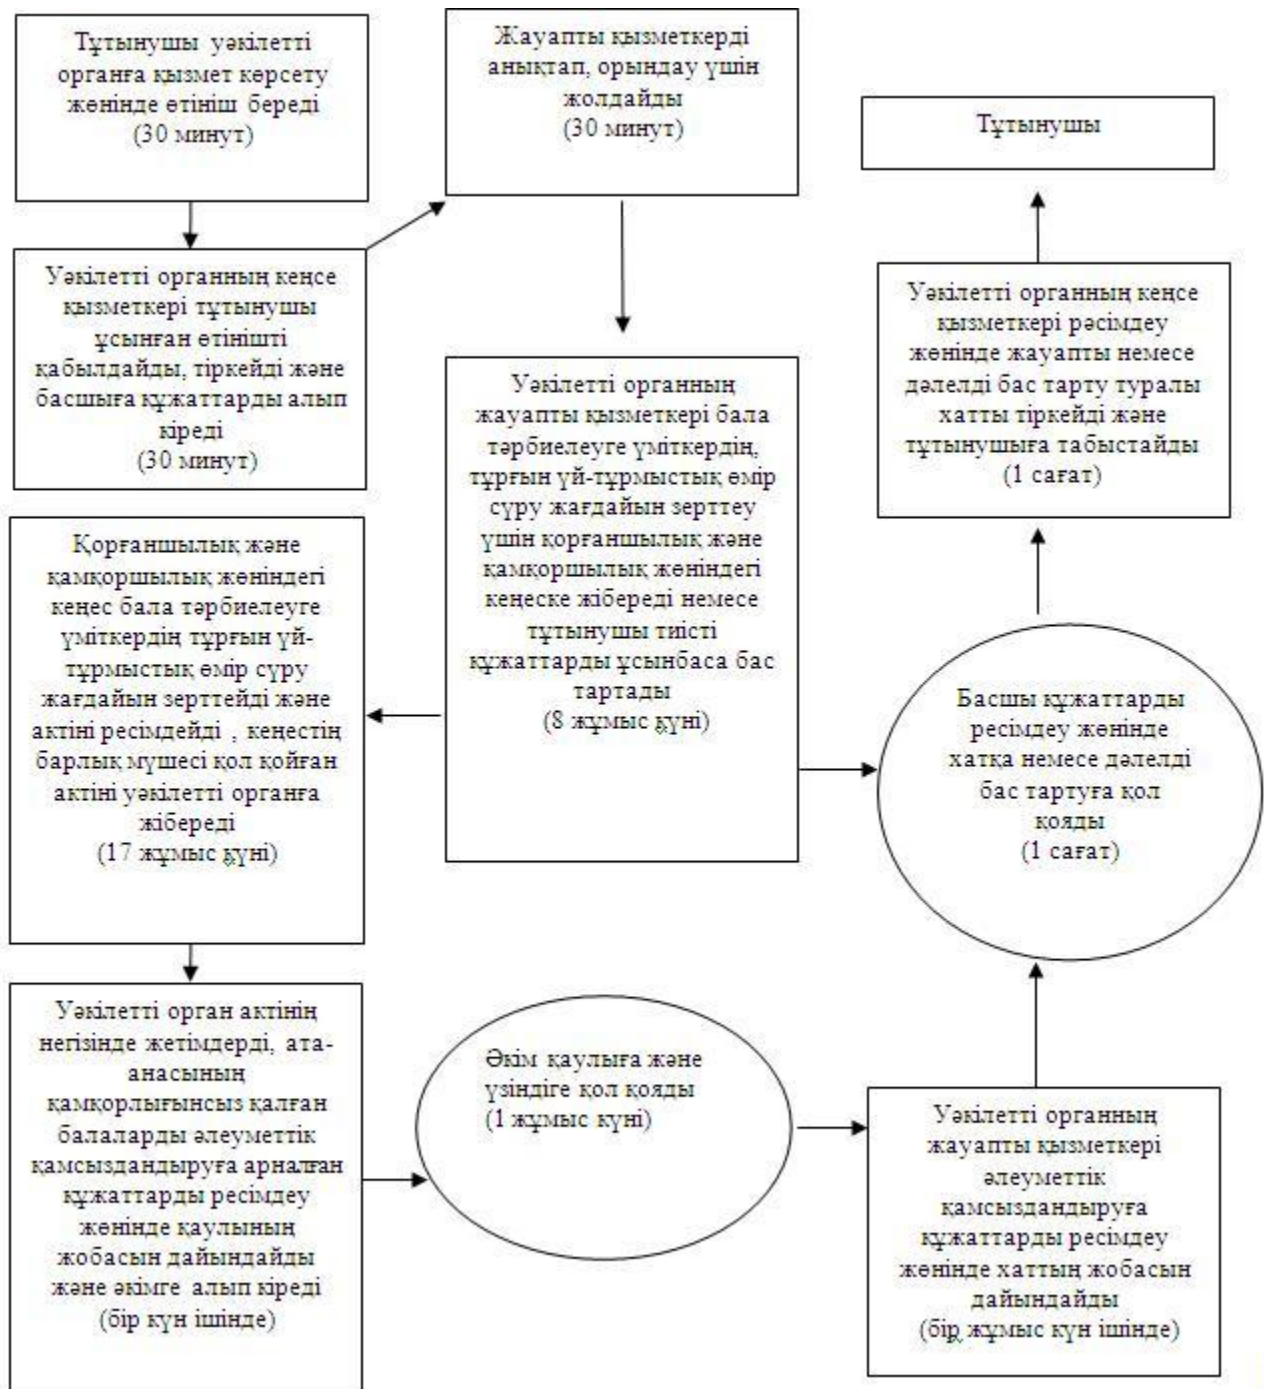 Тұтынушы уәкілетті
органға қызмет көрсету
жөнінде өтініш береді
(30 минут)
Уәкілетті органның кеңсе
қызметкері тұтынушы
ұсынған өтінішті
қабылдайды, тіркейді және
басшыға құжаттарды алып
кіреді
(30 минут)
Жауапты қызметкерді
анықтап, орындау үшін
жолдайды
(30 минут)
Уәкілетті органның
жауапты қызметкері бала
тәрбиелеуге үміткердің,
тұрғын үй-тұрмыстық өмір
сүру жағдайын зерттеу
үшін қорғаншылық және
қамқоршылық жөніндегі
кеңеске жібереді немесе
тұтынушы тиісті
құжаттарды ұсынбаса бас
тартады
(8 жұмыс күні)
Қорғаншылық және
қамқоршылық жөніндегі
кеңес бала тәрбиелеуге
үміткердің тұрғын үй-
тұрмыстық өмір сүру
жағдайын зерттейді және
актіні ресімдейді , кеңестің
барлық мүшесі қол қойған
актіні уәкілетті органға
жібереді
(17 жұмыс күні)
Уәкілетті орган актінің
негізінде жетімдерді, ата-
анасының
қамқорлығынсыз қалған
балаларды әлеуметтік
қамсыздандыруға арналған
құжаттарды ресімдеу
жөнінде қаулының
жобасын дайындайды
және әкімге алып кіреді
(бір күн ішінде)
Әкім қаулыға және
үзіндіге қол қояды
(1 жұмыс күні)
Уәкілетті органның
жауапты қызметкері
әлеуметтік
қамсыздандыруға
құжаттарды ресімдеу
жөнінде хаттың жобасын
дайындайды
(бір жұмыс күн ішінде)
Басшы құжаттарды
ресімдеу жөнінде
хатқа немесе дәлелді
бас тартуға қол
қояды
(1 сағат)
Уәкілетті органның кеңсе
қызметкері рәсімдеу
жөнінде жауапты немесе
дәлелді бас тарту туралы
хатты тіркейді және
тұтынушыға табыстайды
(1 сағат)
Тұтынушы